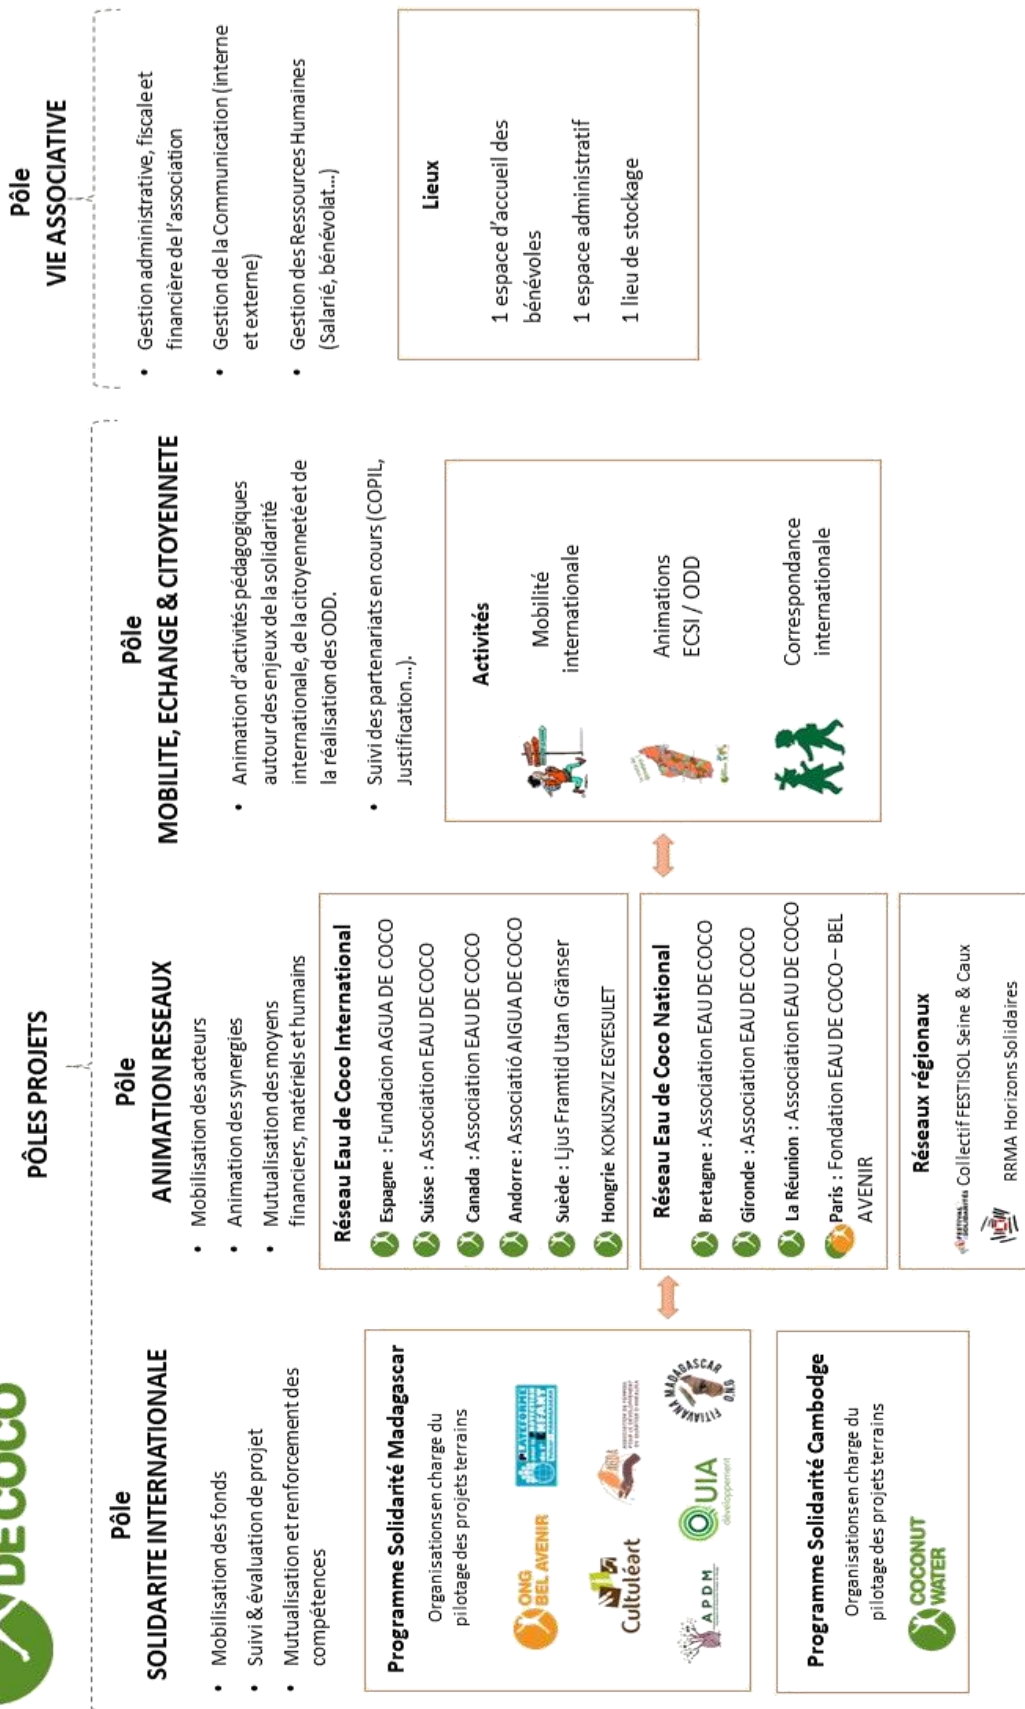 DE COCO
PÔLES PROJETS
Pôle
SOLIDARITE INTERNATIONALE
• Mobilisation des fonds
• Suivi & évaluation de projet
• Mutualisation et renforcement des
compétences
Programme Solidarité Madagascar
Organisations en charge du
pilotage des projets terrains
ONG
BEL AVENIR
PLATEFORME
de l'ENFANT
Cultuléart
APDM
QUIA
développement
FITIAVANA MADAGASCAR
O.N.G
Programme Solidarité Cambodge
Organisations en charge du
pilotage des projets terrains
COCONUT
WATER
Pôle
ANIMATION RESEAUX
• Mobilisation des acteurs
• Animation des synergies
• Mutualisation des moyens
financiers, matériels et humains
Réseau Eau de Coco International
Espagne : Fundacion AGUA DE COCO
Suisse : Association EAU DE COCO
Canada : Association EAU DE COCO
Andorre : Associatió AIGUA DE COCO
Suède : Ljus Framtid Utan Gränser
Hongrie KOKUSZVIZ EGYESULET
Réseau Eau de Coco National
Bretagne : Association EAU DE COCO
Gironde : Association EAU DE COCO
La Réunion : Association EAU DE COCO
Paris : Fondation EAU DE COCO – BEL
AVENIR
Réseaux régionaux
FESTIVAL
SOLIDARITÉS
Collectif FESTISOL Seine & Caux
RRMA Horizons Solidaires
Pôle
MOBILITE, ECHANGE & CITOYENNETE
• Animation d'activités pédagogiques
autour des enjeux de la solidarité
internationale, de la citoyenneté et de
la réalisation des ODD.
• Suivi des partenariats en cours (COPIL,
Justification…).
Activités
Mobilité
internationale
Animations
ECSI / ODD
Correspondance
internationale
Pôle
VIE ASSOCIATIVE
• Gestion administrative, fiscale et
financière de l'association
• Gestion de la Communication (interne
et externe)
• Gestion des Ressources Humaines
(Salarié, bénévolat…)
Lieux
1 espace d'accueil des
bénévoles
1 espace administratif
1 lieu de stockage